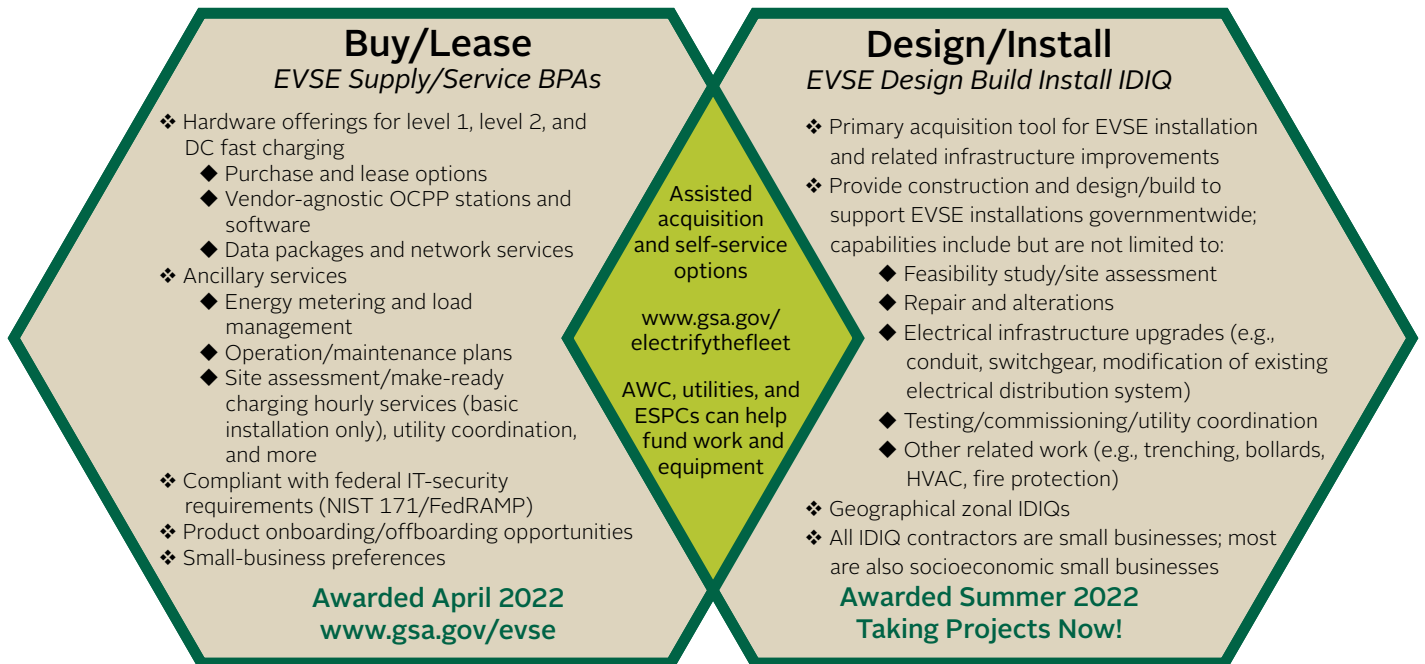 Buy/Lease
EVSE Supply/Service BPAs
❖ Hardware offerings for level 1, level 2, and
DC fast charging
◆ Purchase and lease options
◆ Vendor-agnostic OCPP stations and
software
◆ Data packages and network services
❖ Ancillary services
◆ Energy metering and load
management
◆ Operation/maintenance plans
◆ Site assessment/make-ready
charging hourly services (basic
installation only), utility coordination,
and more
❖ Compliant with federal IT-security
requirements (NIST 171/FedRAMP)
❖ Product onboarding/offboarding opportunities
❖ Small-business preferences
Awarded April 2022
www.gsa.gov/evse
Assisted
acquisition
and self-service
options
www.gsa.gov/
electrifythefleet
AWC, utilities, and
ESPCs can help
fund work and
equipment
Design/Install
EVSE Design Build Install IDIQ
❖ Primary acquisition tool for EVSE installation
and related infrastructure improvements
❖ Provide construction and design/build to
support EVSE installations governmentwide;
capabilities include but are not limited to:
◆ Feasibility study/site assessment
◆ Repair and alterations
◆ Electrical infrastructure upgrades (e.g.,
conduit, switchgear, modification of existing
electrical distribution system)
◆ Testing/commissioning/utility coordination
◆ Other related work (e.g., trenching, bollards,
HVAC, fire protection)
❖ Geographical zonal IDIQs
❖ All IDIQ contractors are small businesses; most
are also socioeconomic small businesses
Awarded Summer 2022
Taking Projects Now!